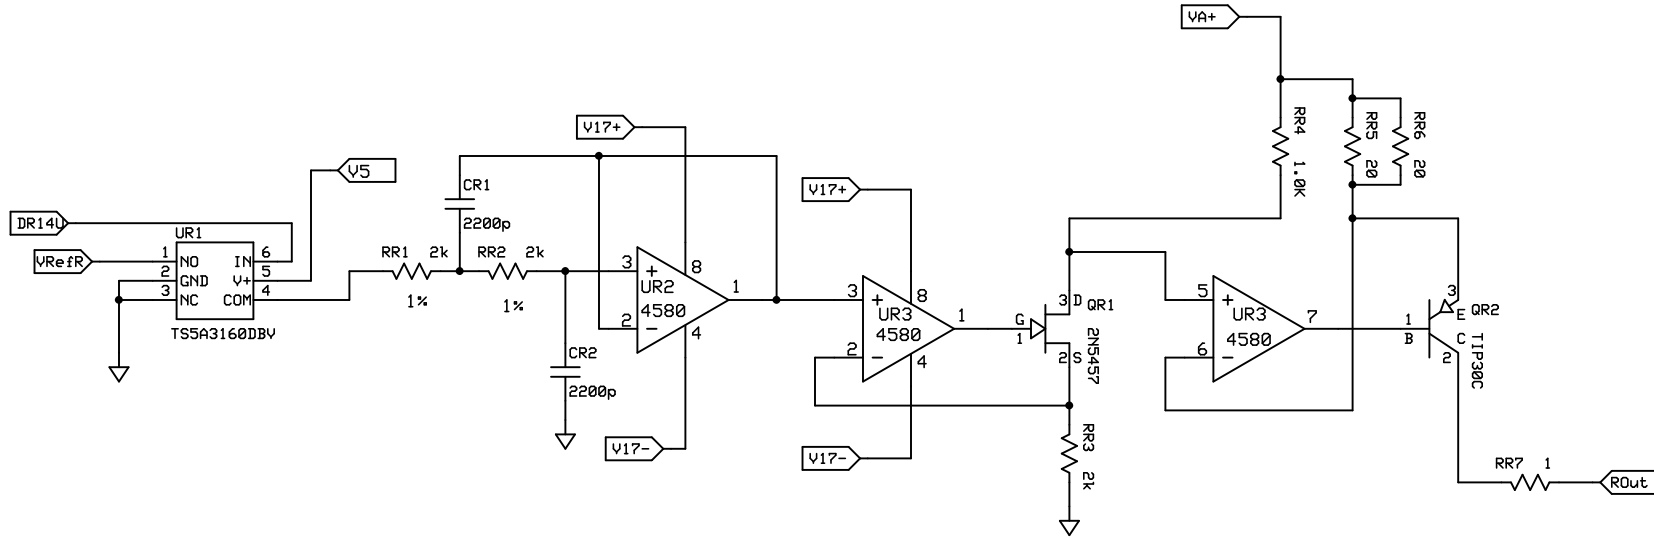 VA+
V17+
RR4
1.0K
RR5
20
RR6
20
V5
CR1
2200p
V17+
DR14U
UR1
VRefR
1 NO IN 6
2 GND V+ 5
3 NC COM 4
TS5A3160DBV
RR1 2k
1%
RR2 2k
1%
3 + 8
UR2
4580
1
2 − 4
CR2
2200p
V17-
3 + 8
UR3
4580
1
2 − 4
V17-
3 D
QR1
G
1
2 S
2N5457
RR3
2k
5 +
UR3
4580
7
6 −
3
E
QR2
1
B
C
2
TIP30C
RR7 1
ROut